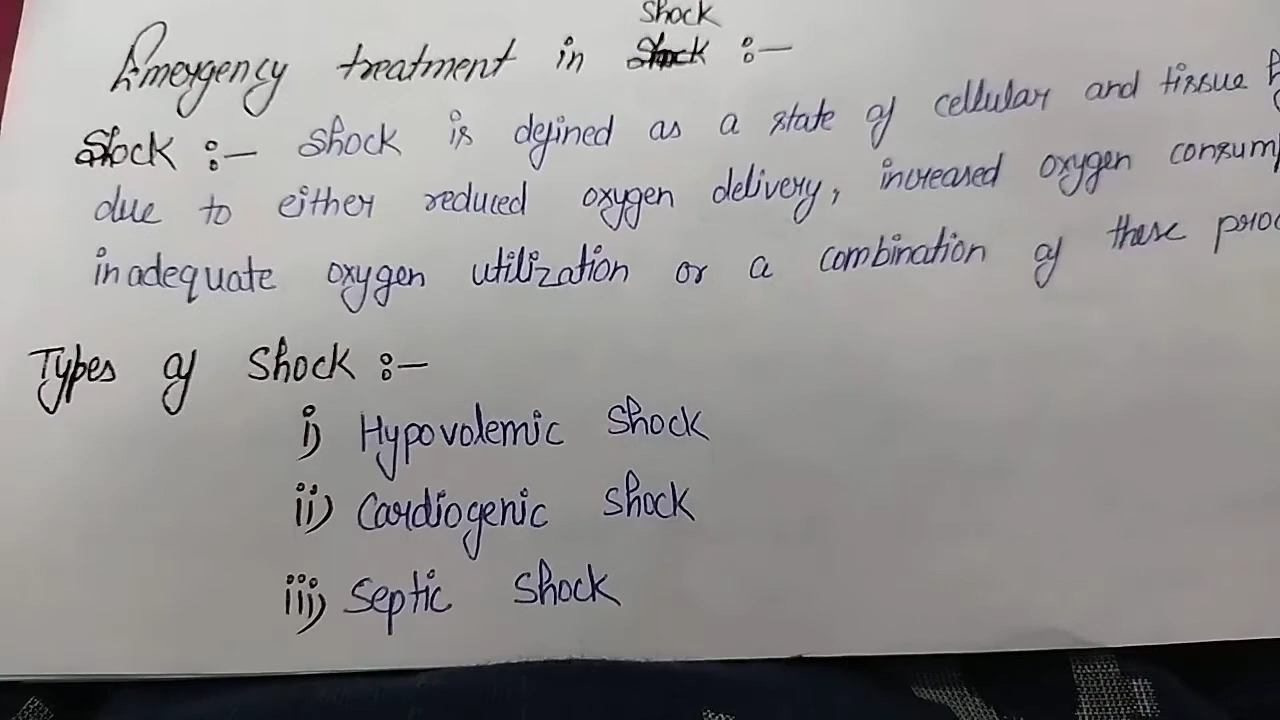 Shock
Emergency treatment in :-
Shock :- Shock is defined as a state of cellular and tissue
due to either reduced oxygen delivery, increased oxygen consum
inadequate oxygen utilization or a combination of these proc
Types of Shock :-
i) Hypovolemic Shock
ii) Cardiogenic Shock
iii) Septic Shock